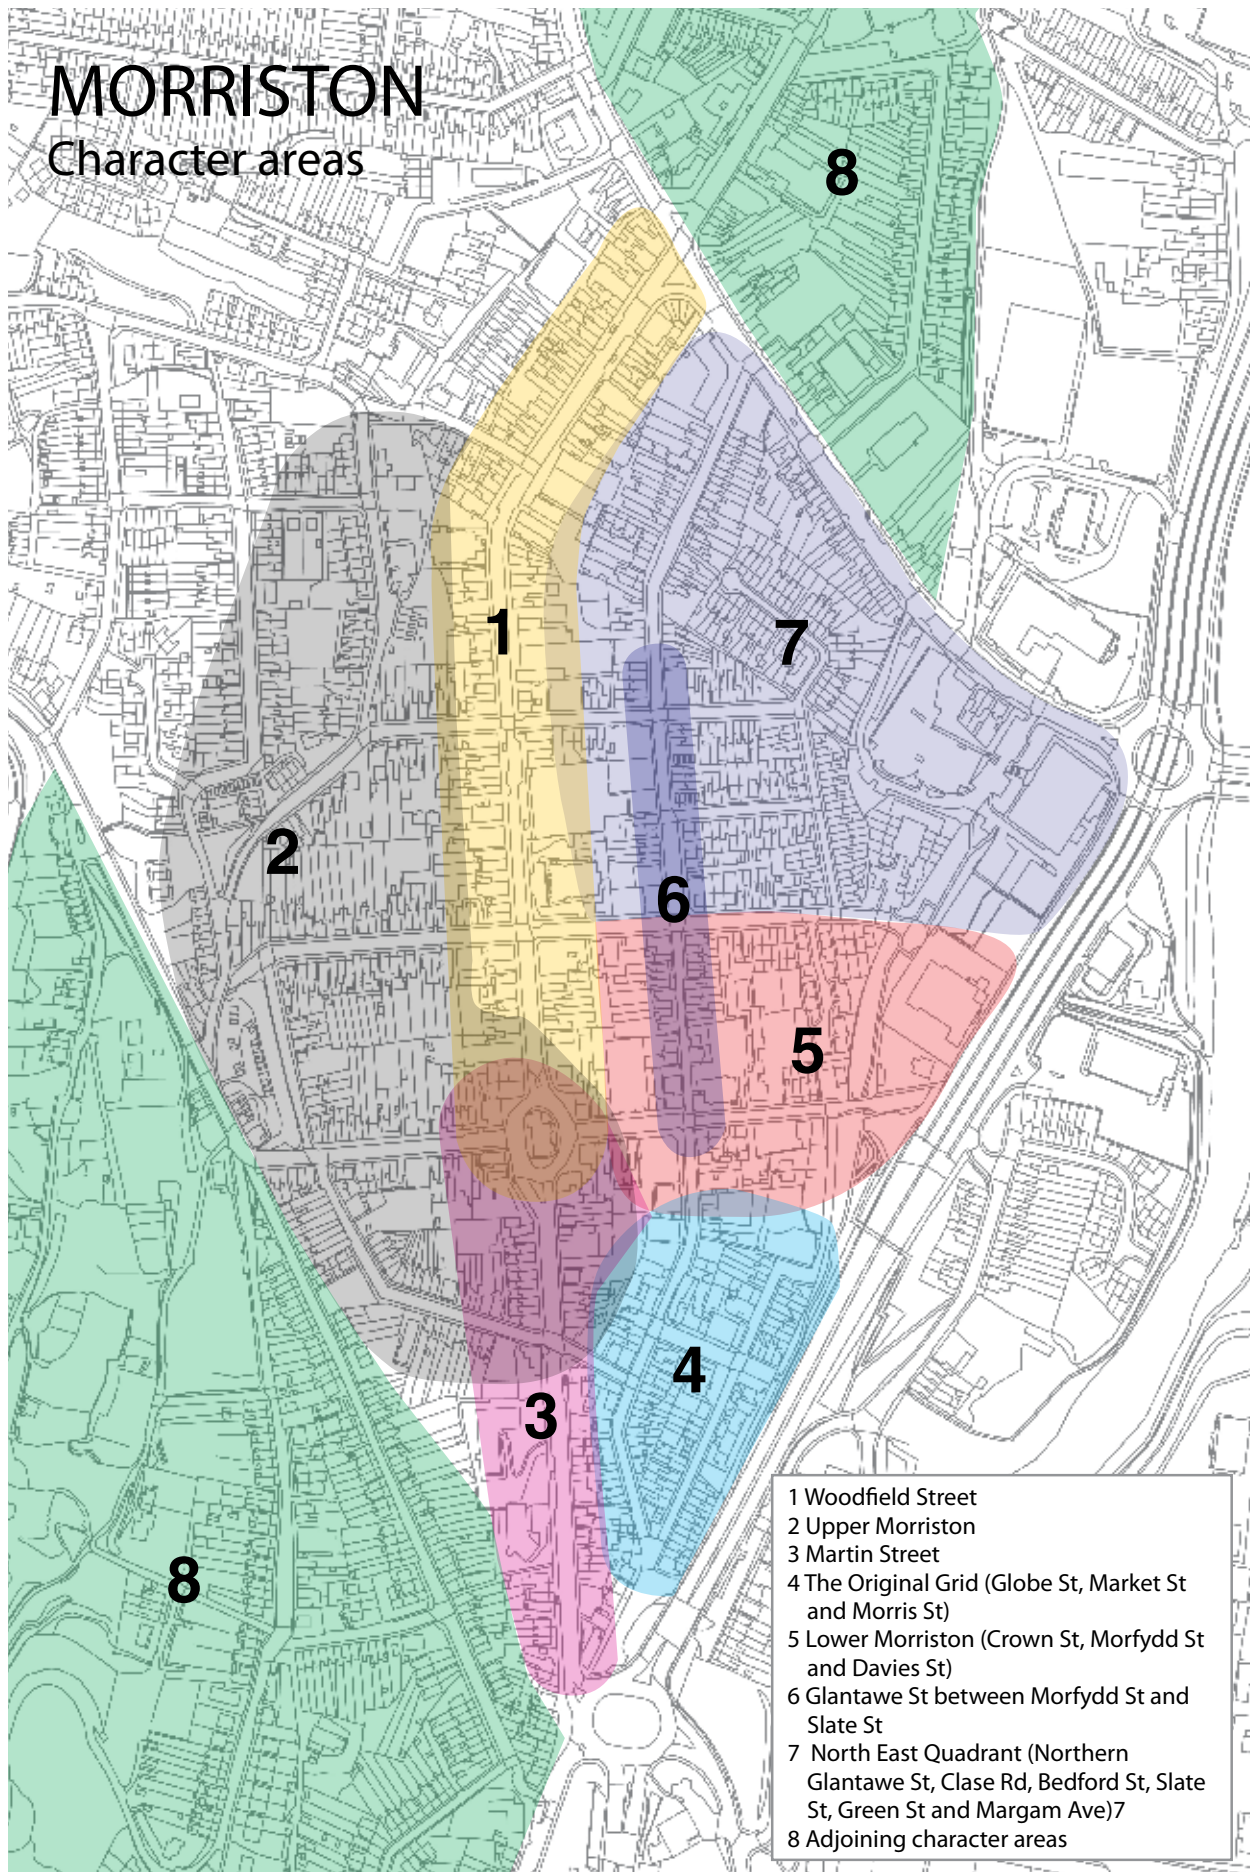 MORRISTON
Character areas
8
1
7
2
6
5
4
3
8
1 Woodfield Street
2 Upper Morriston
3 Martin Street
4 The Original Grid (Globe St, Market St
and Morris St)
5 Lower Morriston (Crown St, Morfydd St
and Davies St)
6 Glantawe St between Morfydd St and
Slate St
7 North East Quadrant (Northern
Glantawe St, Clase Rd, Bedford St, Slate
St, Green St and Margam Ave)7
8 Adjoining character areas